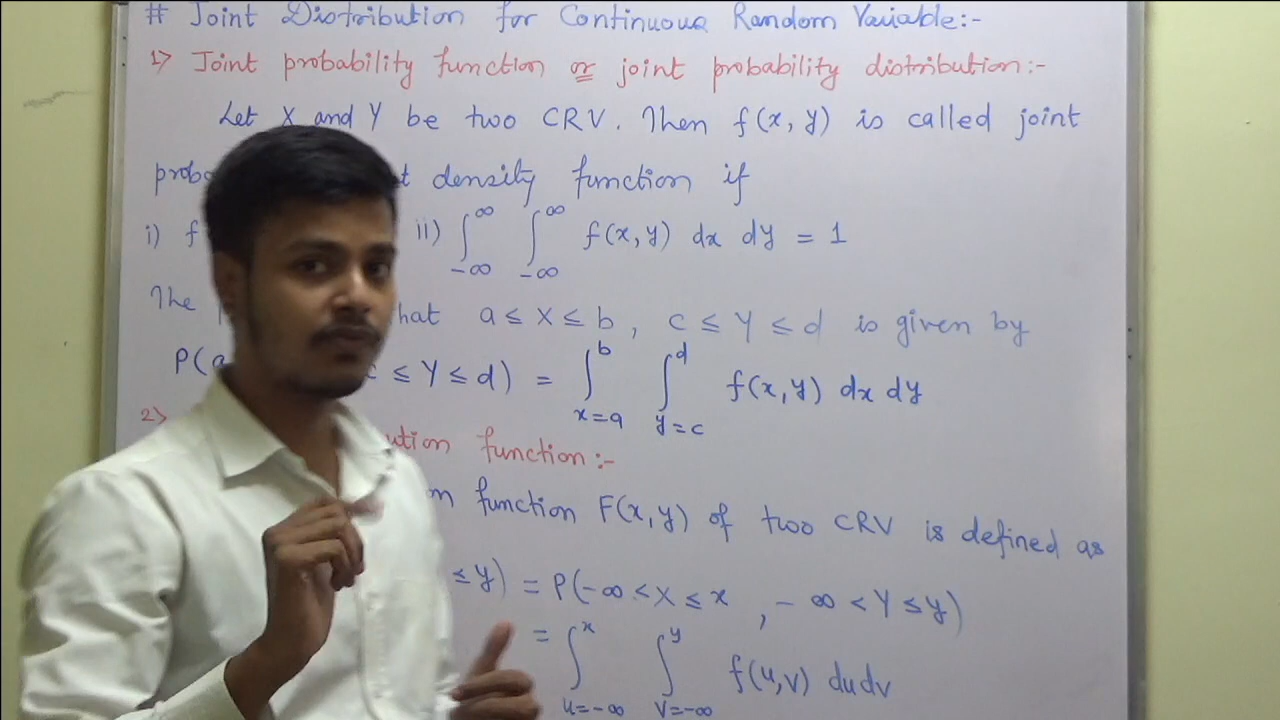 # Joint Distribution for Continuous Random Variable:-
1> Joint probability function or joint probability distribution:-
Let X and Y be two CRV. Then f(x, y) is called joint
density function if
i) f ii) ∫_{-∞}^{∞} ∫_{-∞}^{∞} f(x,y) dx dy = 1
The a ≤ X ≤ b, c ≤ Y ≤ d is given by
P( ≤ Y ≤ d) = ∫_{x=a}^{b} ∫_{y=c}^{d} f(x,y) dx dy
2> function:-
function F(x,y) of two CRV is defined as
≤ y) = P(-∞ < X ≤ x , -∞ < Y ≤ y)
= ∫_{u=-∞}^{x} ∫_{v=-∞}^{y} f(u,v) du dv